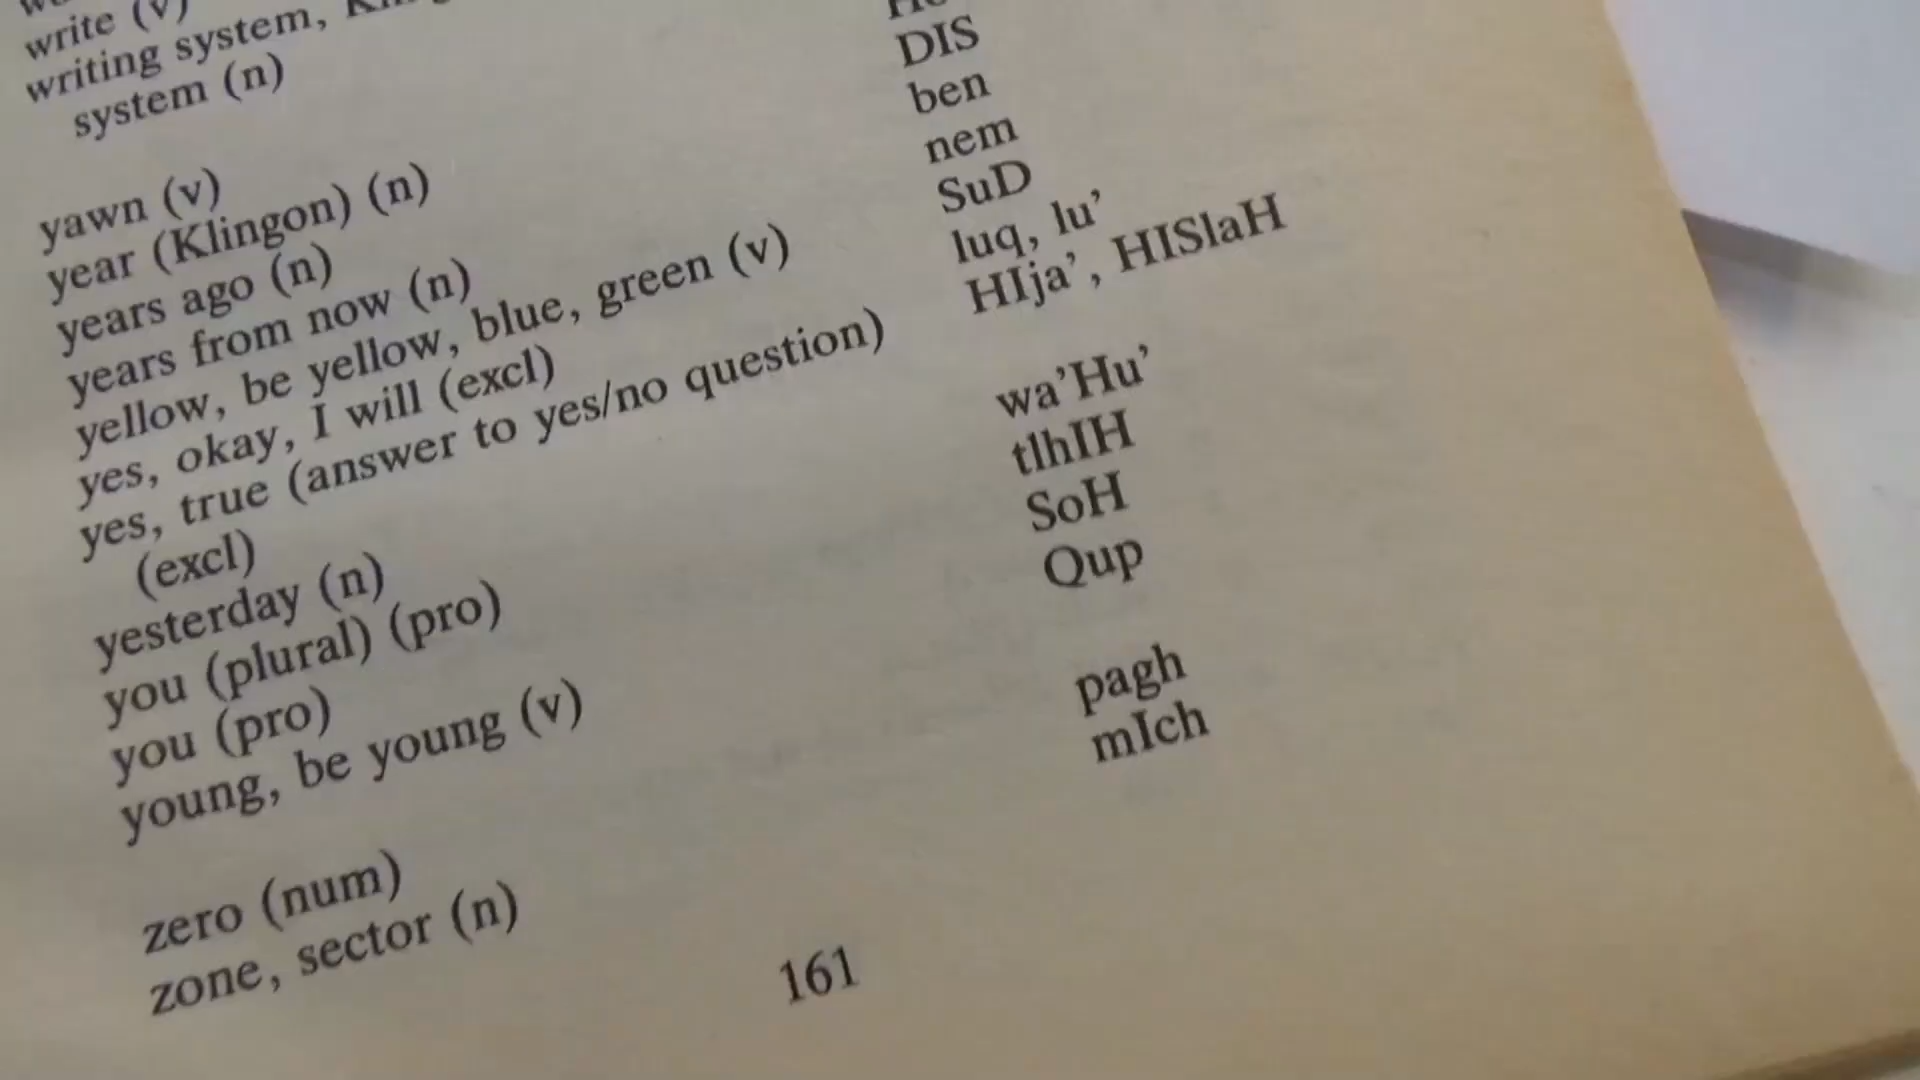 write (v)
writing system,
system (n)
yawn (v)
year (Klingon) (n) DIS
years ago (n) ben
years from now (n) nem
yellow, be yellow, blue, green (v) SuD
yes, okay, I will (excl) luq, lu’
yes, true (answer to yes/no question) HIja’, HISlaH
(excl)
yesterday (n) wa’Hu’
you (plural) (pro) tlhIH
you (pro) SoH
young, be young (v) Qup
zero (num) pagh
zone, sector (n) mIch
161